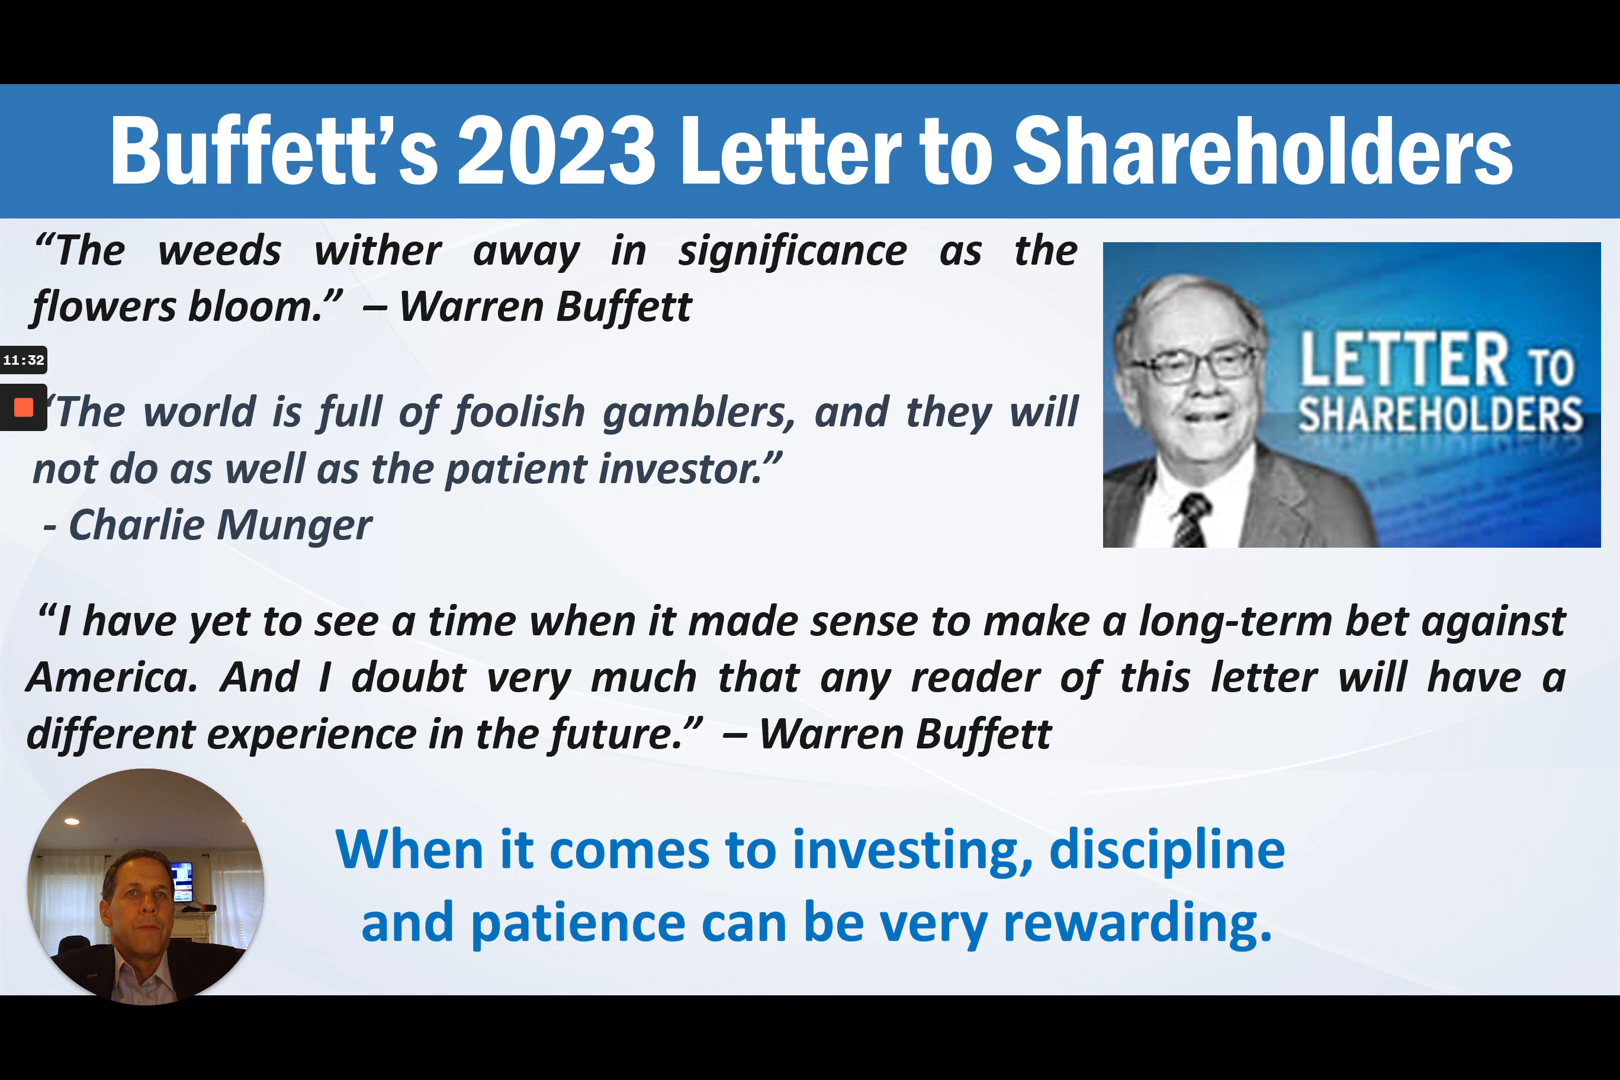 Buffett’s 2023 Letter to Shareholders
“The weeds wither away in significance as the
flowers bloom.” – Warren Buffett
LETTER TO
SHAREHOLDERS
11:32
“The world is full of foolish gamblers, and they will
not do as well as the patient investor.”
- Charlie Munger
“I have yet to see a time when it made sense to make a long-term bet against
America. And I doubt very much that any reader of this letter will have a
different experience in the future.” – Warren Buffett
When it comes to investing, discipline
and patience can be very rewarding.